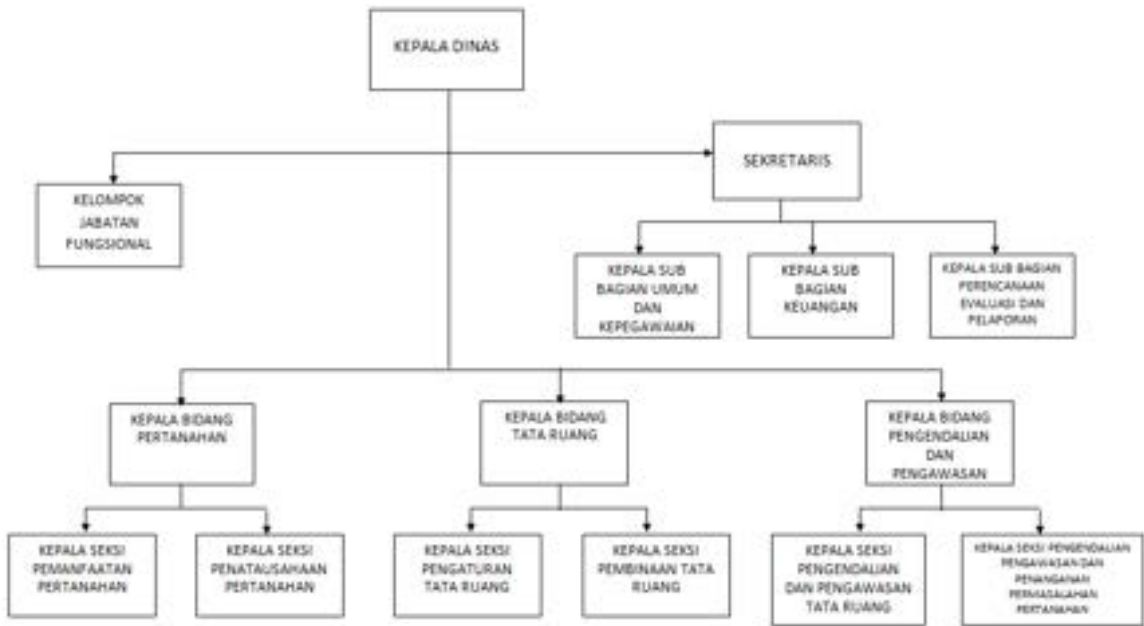 KEPALA DINAS
SEKRETARIS
KELOMPOK
JABATAN
FUNGSIONAL
KEPALA SUB
BAGIAN UMUM
DAN
KEPEGAWAIAN
KEPALA SUB
BAGIAN
KEUANGAN
KEPALA SUB BAGIAN
PERENCANAAN
EVALUASI DAN
PELAPORAN
KEPALA BIDANG
PERTANAHAN
KEPALA BIDANG
TATA RUANG
KEPALA BIDANG
PENGENDALIAN
DAN
PENGAWASAN
KEPALA SEKSI
PEMANFAATAN
PERTANAHAN
KEPALA SEKSI
PENATAUSAHAAN
PERTANAHAN
KEPALA SEKSI
PENGATURAN
TATA RUANG
KEPALA SEKSI
PEMBINAAN TATA
RUANG
KEPALA SEKSI
PENGENDALIAN
DAN PENGAWASAN
TATA RUANG
KEPALA SEKSI PENGENDALIAN
PENGAWASAN DAN
PENANGANAN
PERMASALAHAN
PERTANAHAN